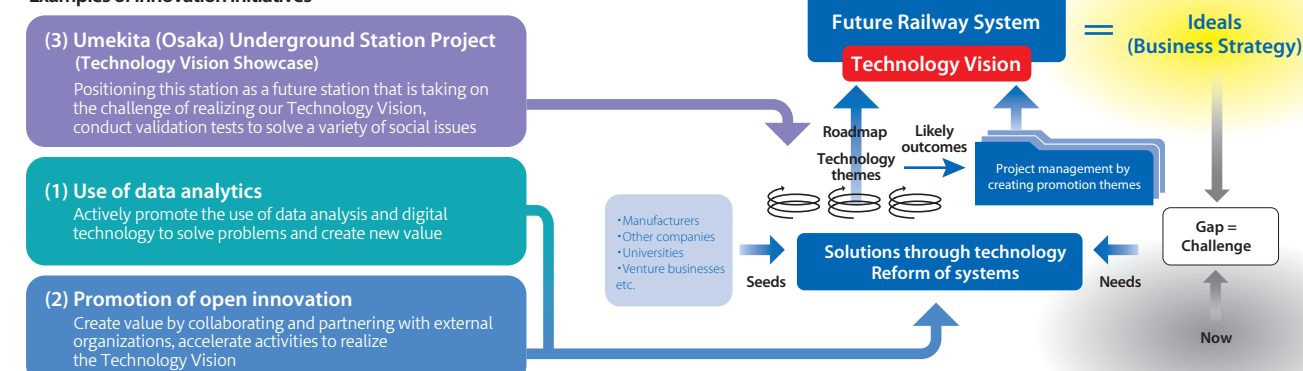 Examples of innovation initiatives
(3) Umekita (Osaka) Underground Station Project
(Technology Vision Showcase)
Positioning this station as a future station that is taking on
the challenge of realizing our Technology Vision,
conduct validation tests to solve a variety of social issues
(1) Use of data analytics
Actively promote the use of data analysis and digital
technology to solve problems and create new value
(2) Promotion of open innovation
Create value by collaborating and partnering with external
organizations, accelerate activities to realize
the Technology Vision
Future Railway System
Technology Vision
=
Ideals
(Business Strategy)
Roadmap
Technology
themes
Likely
outcomes
Project management by
creating promotion themes
・Manufacturers
・Other companies
・Universities
・Venture businesses
etc.
Seeds
Solutions through technology
Reform of systems
Needs
Gap =
Challenge
Now